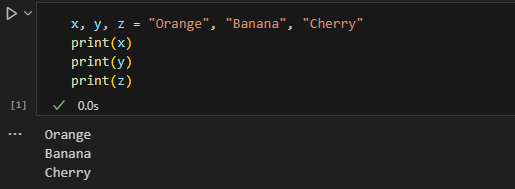 x, y, z = "Orange", "Banana", "Cherry"
print(x)
print(y)
print(z)
[1] ✓ 0.0s
... Orange
Banana
Cherry